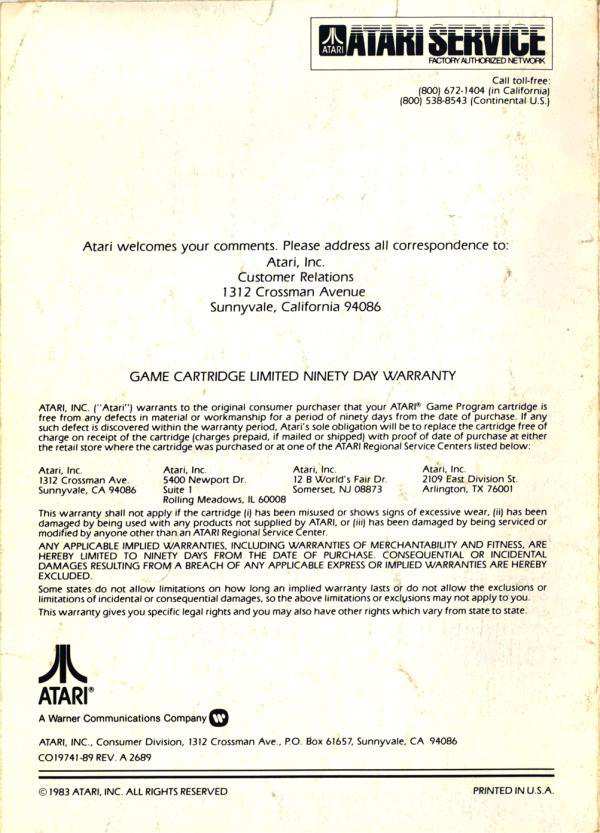 ATARI
ATARI SERVICE
FACTORY AUTHORIZED NETWORK
Call toll-free:
(800) 672-1404 (in California)
(800) 538-8543 (Continental U.S.)
Atari welcomes your comments. Please address all correspondence to:
Atari, Inc.
Customer Relations
1312 Crossman Avenue
Sunnyvale, California 94086
GAME CARTRIDGE LIMITED NINETY DAY WARRANTY
ATARI, INC. ("Atari") warrants to the original consumer purchaser that your ATARI® Game Program cartridge is
free from any defects in material or workmanship for a period of ninety days from the date of purchase. If any
such defect is discovered within the warranty period, Atari's sole obligation will be to replace the cartridge free of
charge on receipt of the cartridge (charges prepaid, if mailed or shipped) with proof of date of purchase at either
the retail store where the cartridge was purchased or at one of the ATARI Regional Service Centers listed below:
Atari, Inc.
1312 Crossman Ave.
Sunnyvale, CA 94086
Atari, Inc.
5400 Newport Dr.
Suite 1
Rolling Meadows, IL 60008
Atari, Inc.
12 B World's Fair Dr.
Somerset, NJ 08873
Atari, Inc.
2109 East Division St.
Arlington, TX 76001
This warranty shall not apply if the cartridge (i) has been misused or shows signs of excessive wear, (ii) has been
damaged by being used with any products not supplied by ATARI, or (iii) has been damaged by being serviced or
modified by anyone other than an ATARI Regional Service Center.
ANY APPLICABLE IMPLIED WARRANTIES, INCLUDING WARRANTIES OF MERCHANTABILITY AND FITNESS, ARE
HEREBY LIMITED TO NINETY DAYS FROM THE DATE OF PURCHASE. CONSEQUENTIAL OR INCIDENTAL
DAMAGES RESULTING FROM A BREACH OF ANY APPLICABLE EXPRESS OR IMPLIED WARRANTIES ARE HEREBY
EXCLUDED.
Some states do not allow limitations on how long an implied warranty lasts or do not allow the exclusions or
limitations of incidental or consequential damages, so the above limitations or exclusions may not apply to you.
This warranty gives you specific legal rights and you may also have other rights which vary from state to state.
ATARI®
A Warner Communications Company
ATARI, INC., Consumer Division, 1312 Crossman Ave., P.O. Box 61657, Sunnyvale, CA 94086
CO19741-89 REV. A 2689
© 1983 ATARI, INC. ALL RIGHTS RESERVED
PRINTED IN U.S.A.